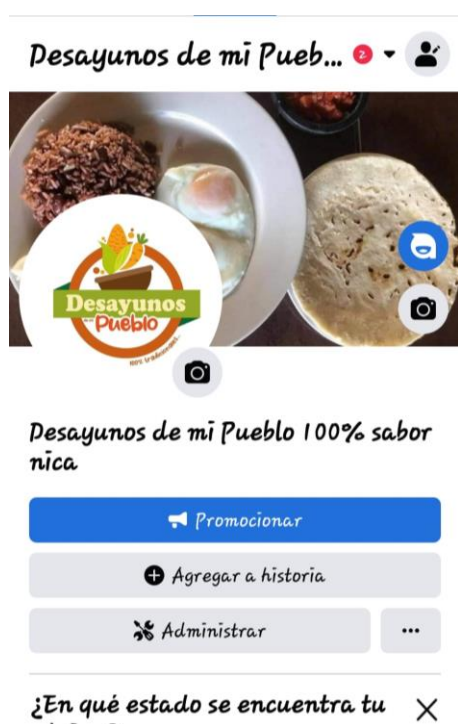 Desayunos de mi Pueb... 2
Desayunos
Pueblo
100%
Desayunos de mi Pueblo 100% sabor
nica
Promocionar
Agregar a historia
Administrar
¿En qué estado se encuentra tu